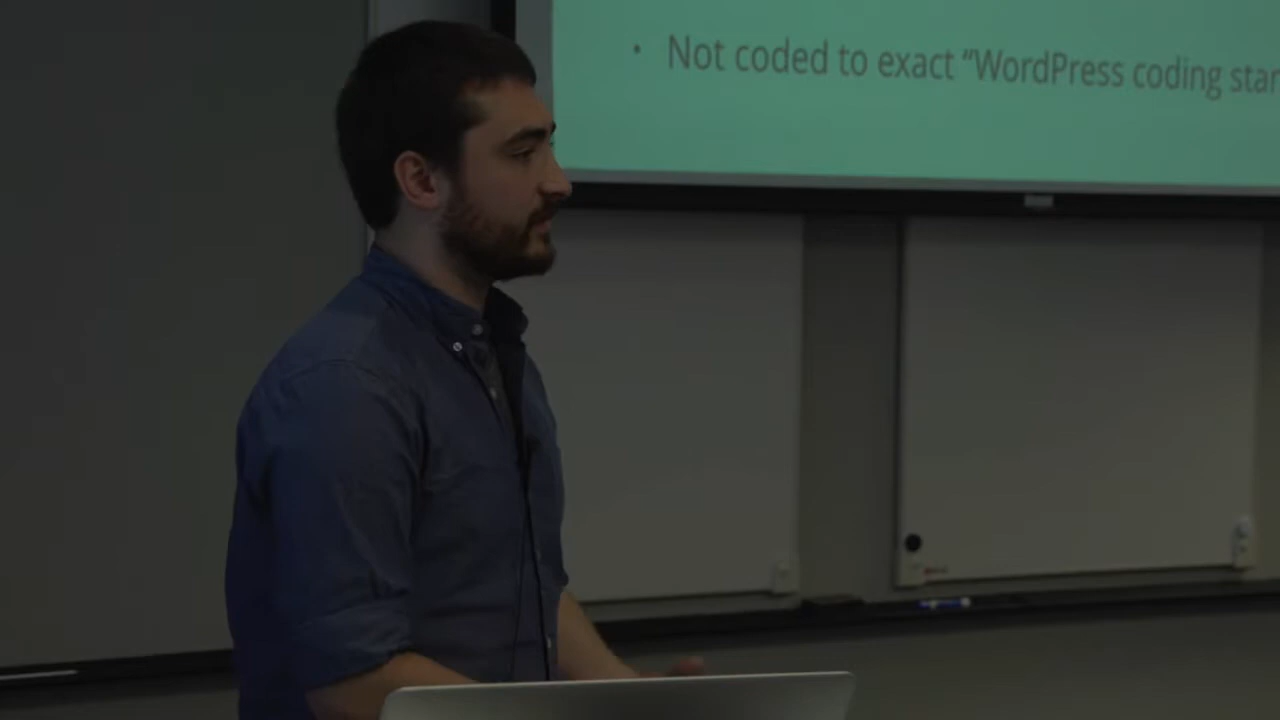 • Not coded to exact “WordPress coding